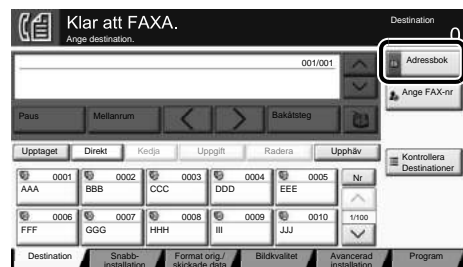 Klar att FAXA.
Ange destination.
Destination
0
001/001
Adressbok
Ange FAX-nr
Paus Mellanrum Bakåtsteg
Upptaget Direkt Kedja Uppgift Radera Upphäv
Kontrollera
Destinationer
0001 0002 0003 0004 0005 Nr
AAA BBB CCC DDD EEE
0006 0007 0008 0009 0010 1/100
FFF GGG HHH III JJJ
Destination Snabb-
installation Format orig./
skickade data Bildkvalitet Avancerad
installation Program